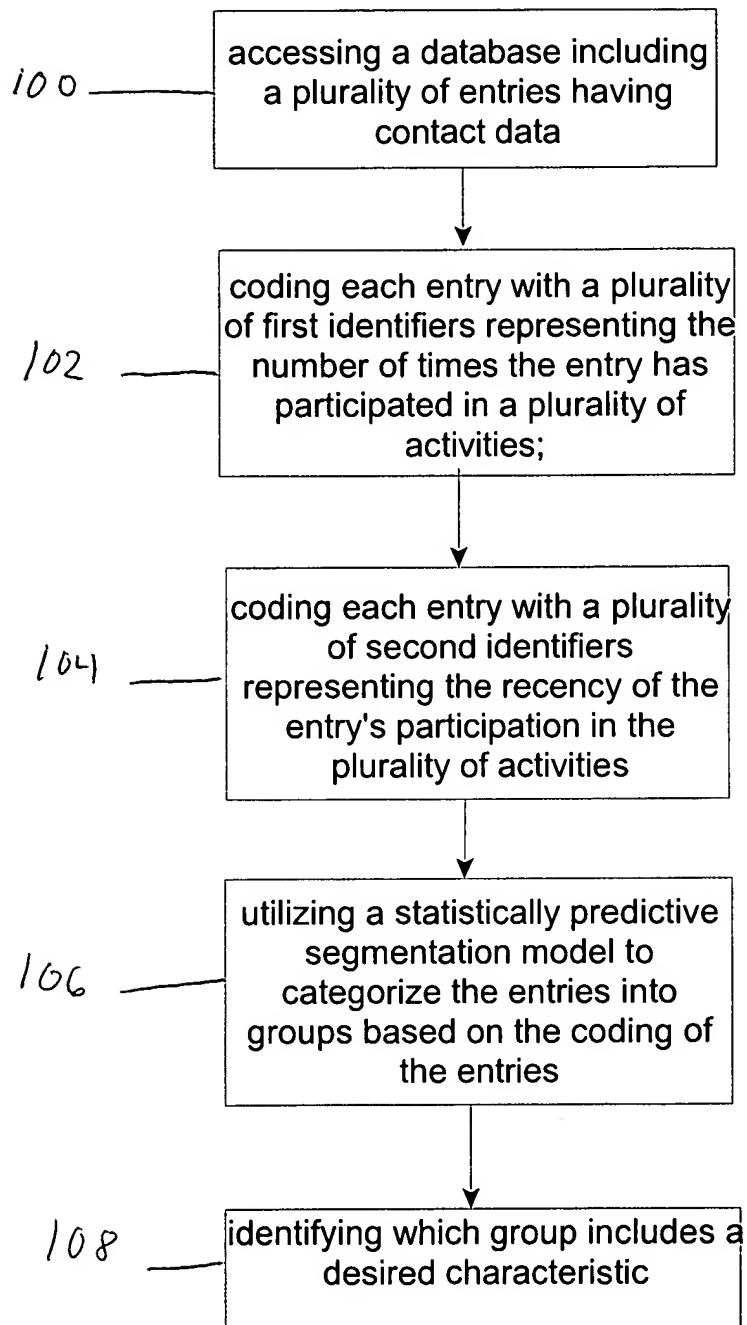 100
accessing a database including
a plurality of entries having
contact data
102
coding each entry with a plurality
of first identifiers representing the
number of times the entry has
participated in a plurality of
activities;
104
coding each entry with a plurality
of second identifiers
representing the recency of the
entry's participation in the
plurality of activities
106
utilizing a statistically predictive
segmentation model to
categorize the entries into
groups based on the coding of
the entries
108
identifying which group includes a
desired characteristic